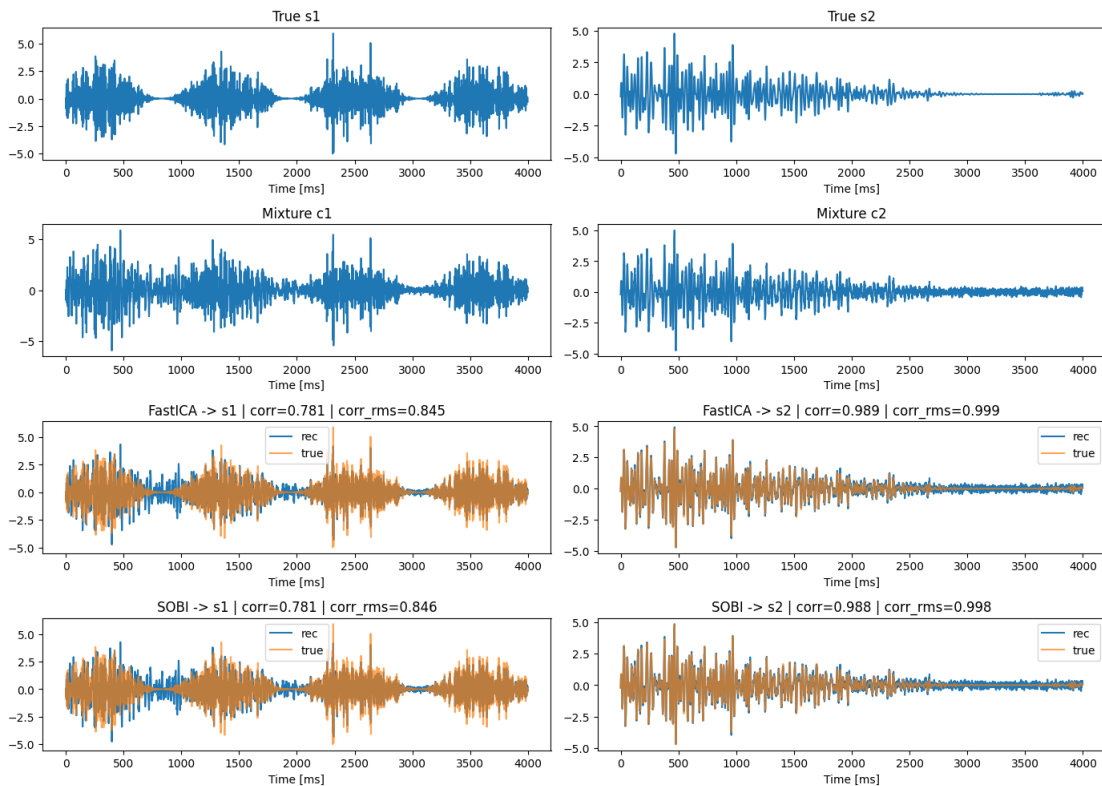 True s1
5.0
2.5
0.0
−2.5
−5.0
0 500 1000 1500 2000 2500 3000 3500 4000
Time [ms]
True s2
5.0
2.5
0.0
−2.5
−5.0
0 500 1000 1500 2000 2500 3000 3500 4000
Time [ms]
Mixture c1
5
0
−5
0 500 1000 1500 2000 2500 3000 3500 4000
Time [ms]
Mixture c2
5.0
2.5
0.0
−2.5
−5.0
0 500 1000 1500 2000 2500 3000 3500 4000
Time [ms]
FastICA -> s1 | corr=0.781 | corr_rms=0.845
rec
true
5.0
2.5
0.0
−2.5
−5.0
0 500 1000 1500 2000 2500 3000 3500 4000
Time [ms]
FastICA -> s2 | corr=0.989 | corr_rms=0.999
rec
true
5.0
2.5
0.0
−2.5
−5.0
0 500 1000 1500 2000 2500 3000 3500 4000
Time [ms]
SOBI -> s1 | corr=0.781 | corr_rms=0.846
rec
true
5.0
2.5
0.0
−2.5
−5.0
0 500 1000 1500 2000 2500 3000 3500 4000
Time [ms]
SOBI -> s2 | corr=0.988 | corr_rms=0.998
rec
true
5.0
2.5
0.0
−2.5
−5.0
0 500 1000 1500 2000 2500 3000 3500 4000
Time [ms]